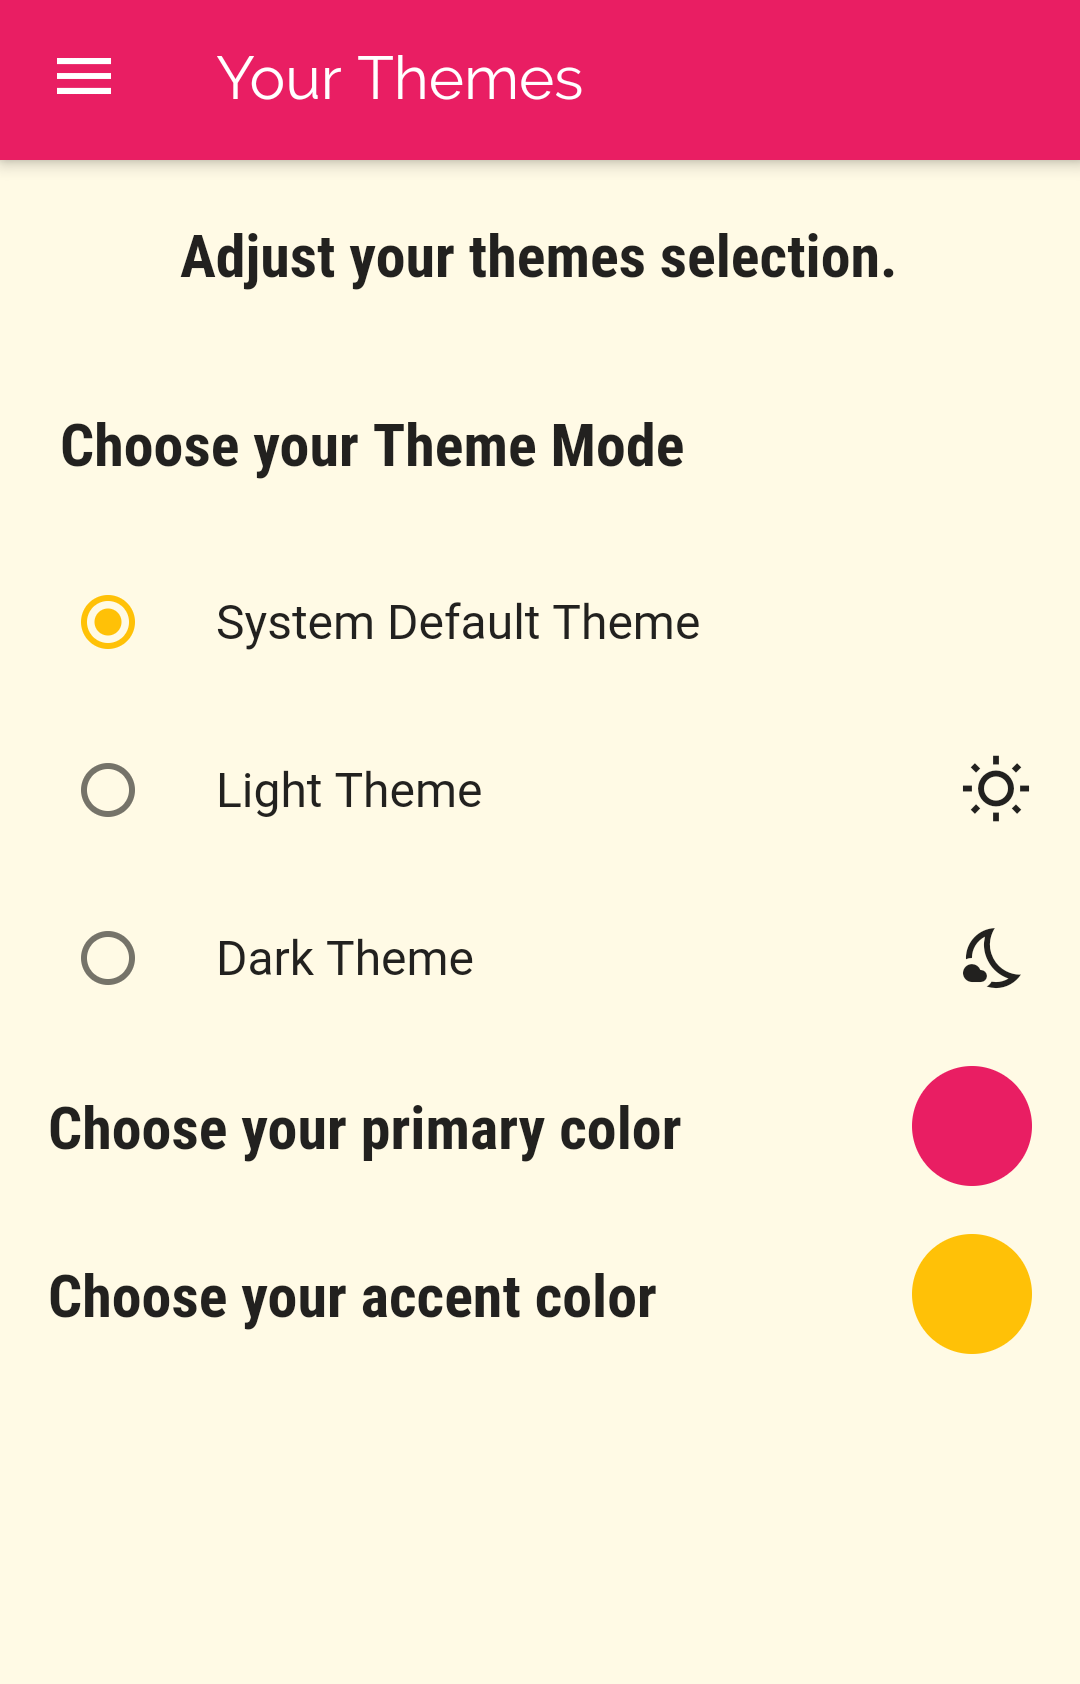 Your Themes
Adjust your themes selection.
Choose your Theme Mode
System Default Theme
Light Theme
Dark Theme
Choose your primary color
Choose your accent color